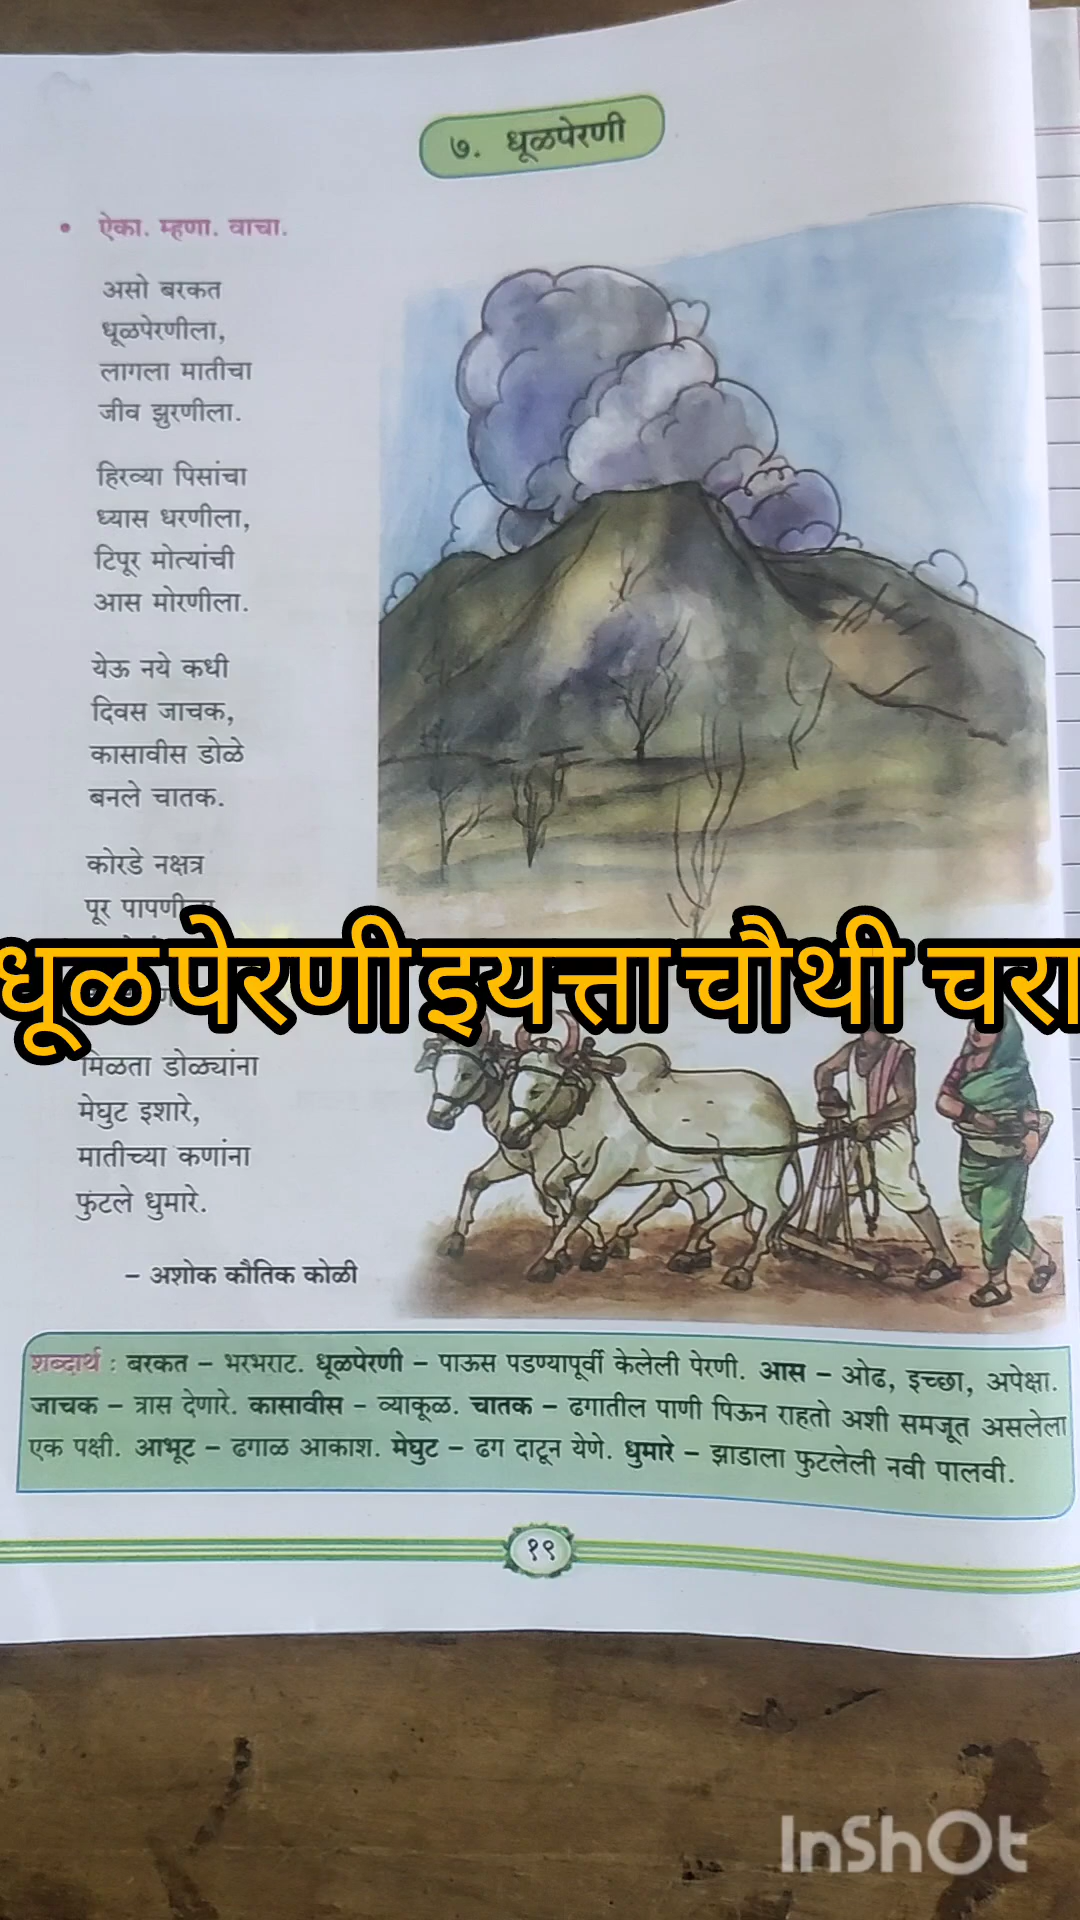 ७. धूळपेरणी
• ऐका. म्हणा. वाचा.
असो बरकत
धूळपेरणीला,
लागला मातीचा
जीव झुरणीला.
हिरव्या पिसांचा
ध्यास धरणीला,
टिपूर मोत्यांची
आस मोरणीला.
येऊ नये कधी
दिवस जाचक,
कासावीस डोळे
बनले चातक.
कोरडे नक्षत्र
पूर
धूळपेरणी इयत्ता चौथी चरा
मिळता डोळ्यांना
मेघुट इशारे,
मातीच्या कणांना
फुंटले धुमारे.
– अशोक कौतिक कोळी
शब्दार्थ : बरकत – भरभराट. धूळपेरणी – पाऊस पडण्यापूर्वी केलेली पेरणी. आस – ओढ, इच्छा, अपेक्षा.
जाचक – त्रास देणारे. कासावीस – व्याकूळ. चातक – ढगातील पाणी पिऊन राहतो अशी समजूत असलेला
एक पक्षी. आभूट – ढगाळ आकाश. मेघुट – ढग दाटून येणे. धुमारे – झाडाला फुटलेली नवी पालवी.
१९
InShOt